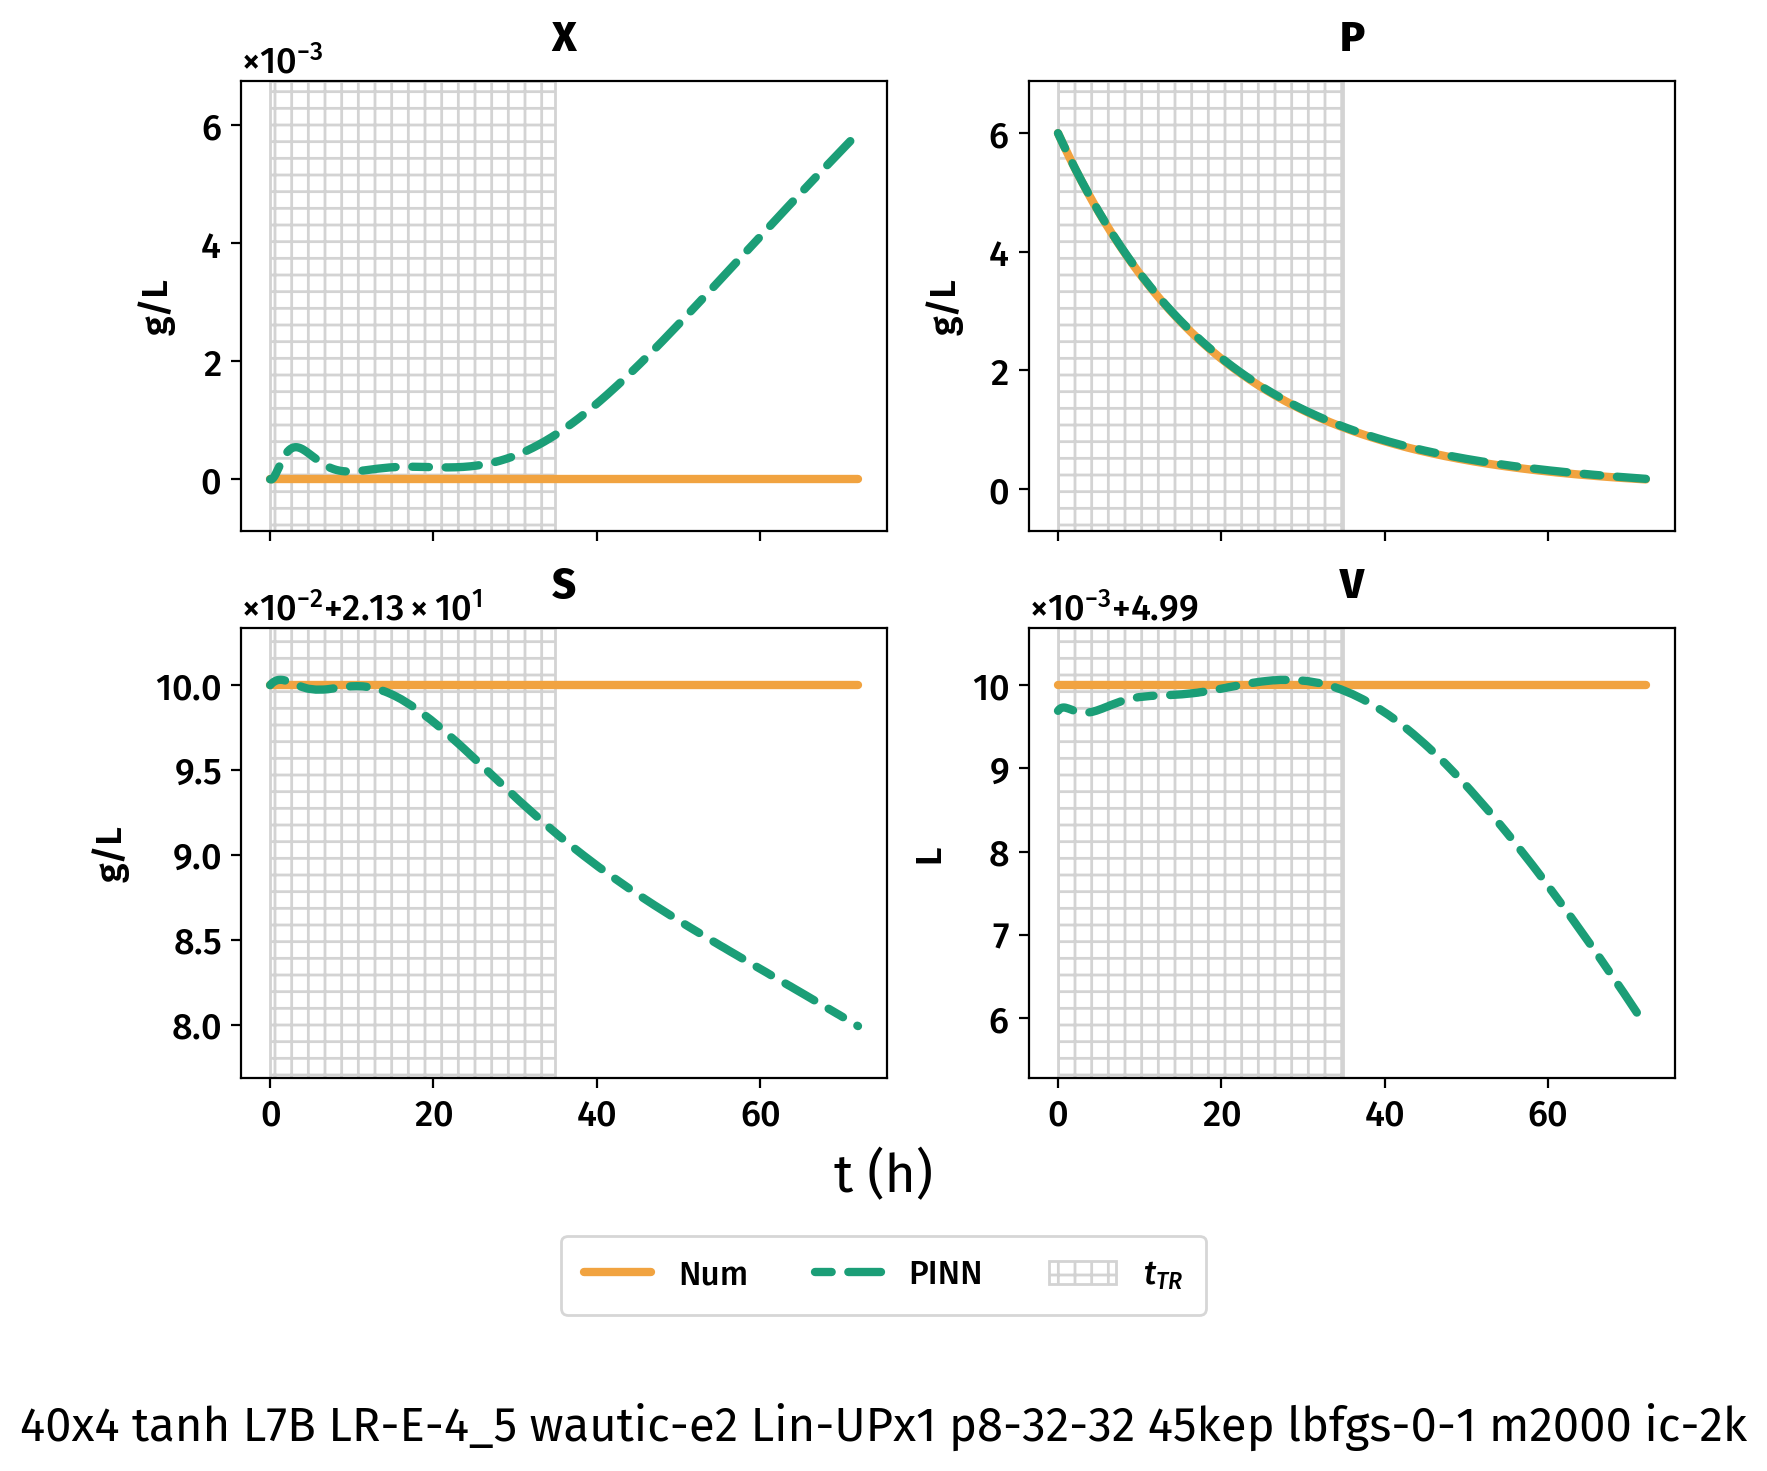 X
×10⁻³
6
4
2
0
g/L
P
6
4
2
0
g/L
S
×10⁻²+2.13 × 10¹
10.0
9.5
9.0
8.5
8.0
g/L
0 20 40 60
V
×10⁻³+4.99
10
9
8
7
6
L
0 20 40 60
t (h)
Num PINN t_TR
40x4 tanh L7B LR-E-4_5 wautic-e2 Lin-UPx1 p8-32-32 45kep lbfgs-0-1 m2000 ic-2k